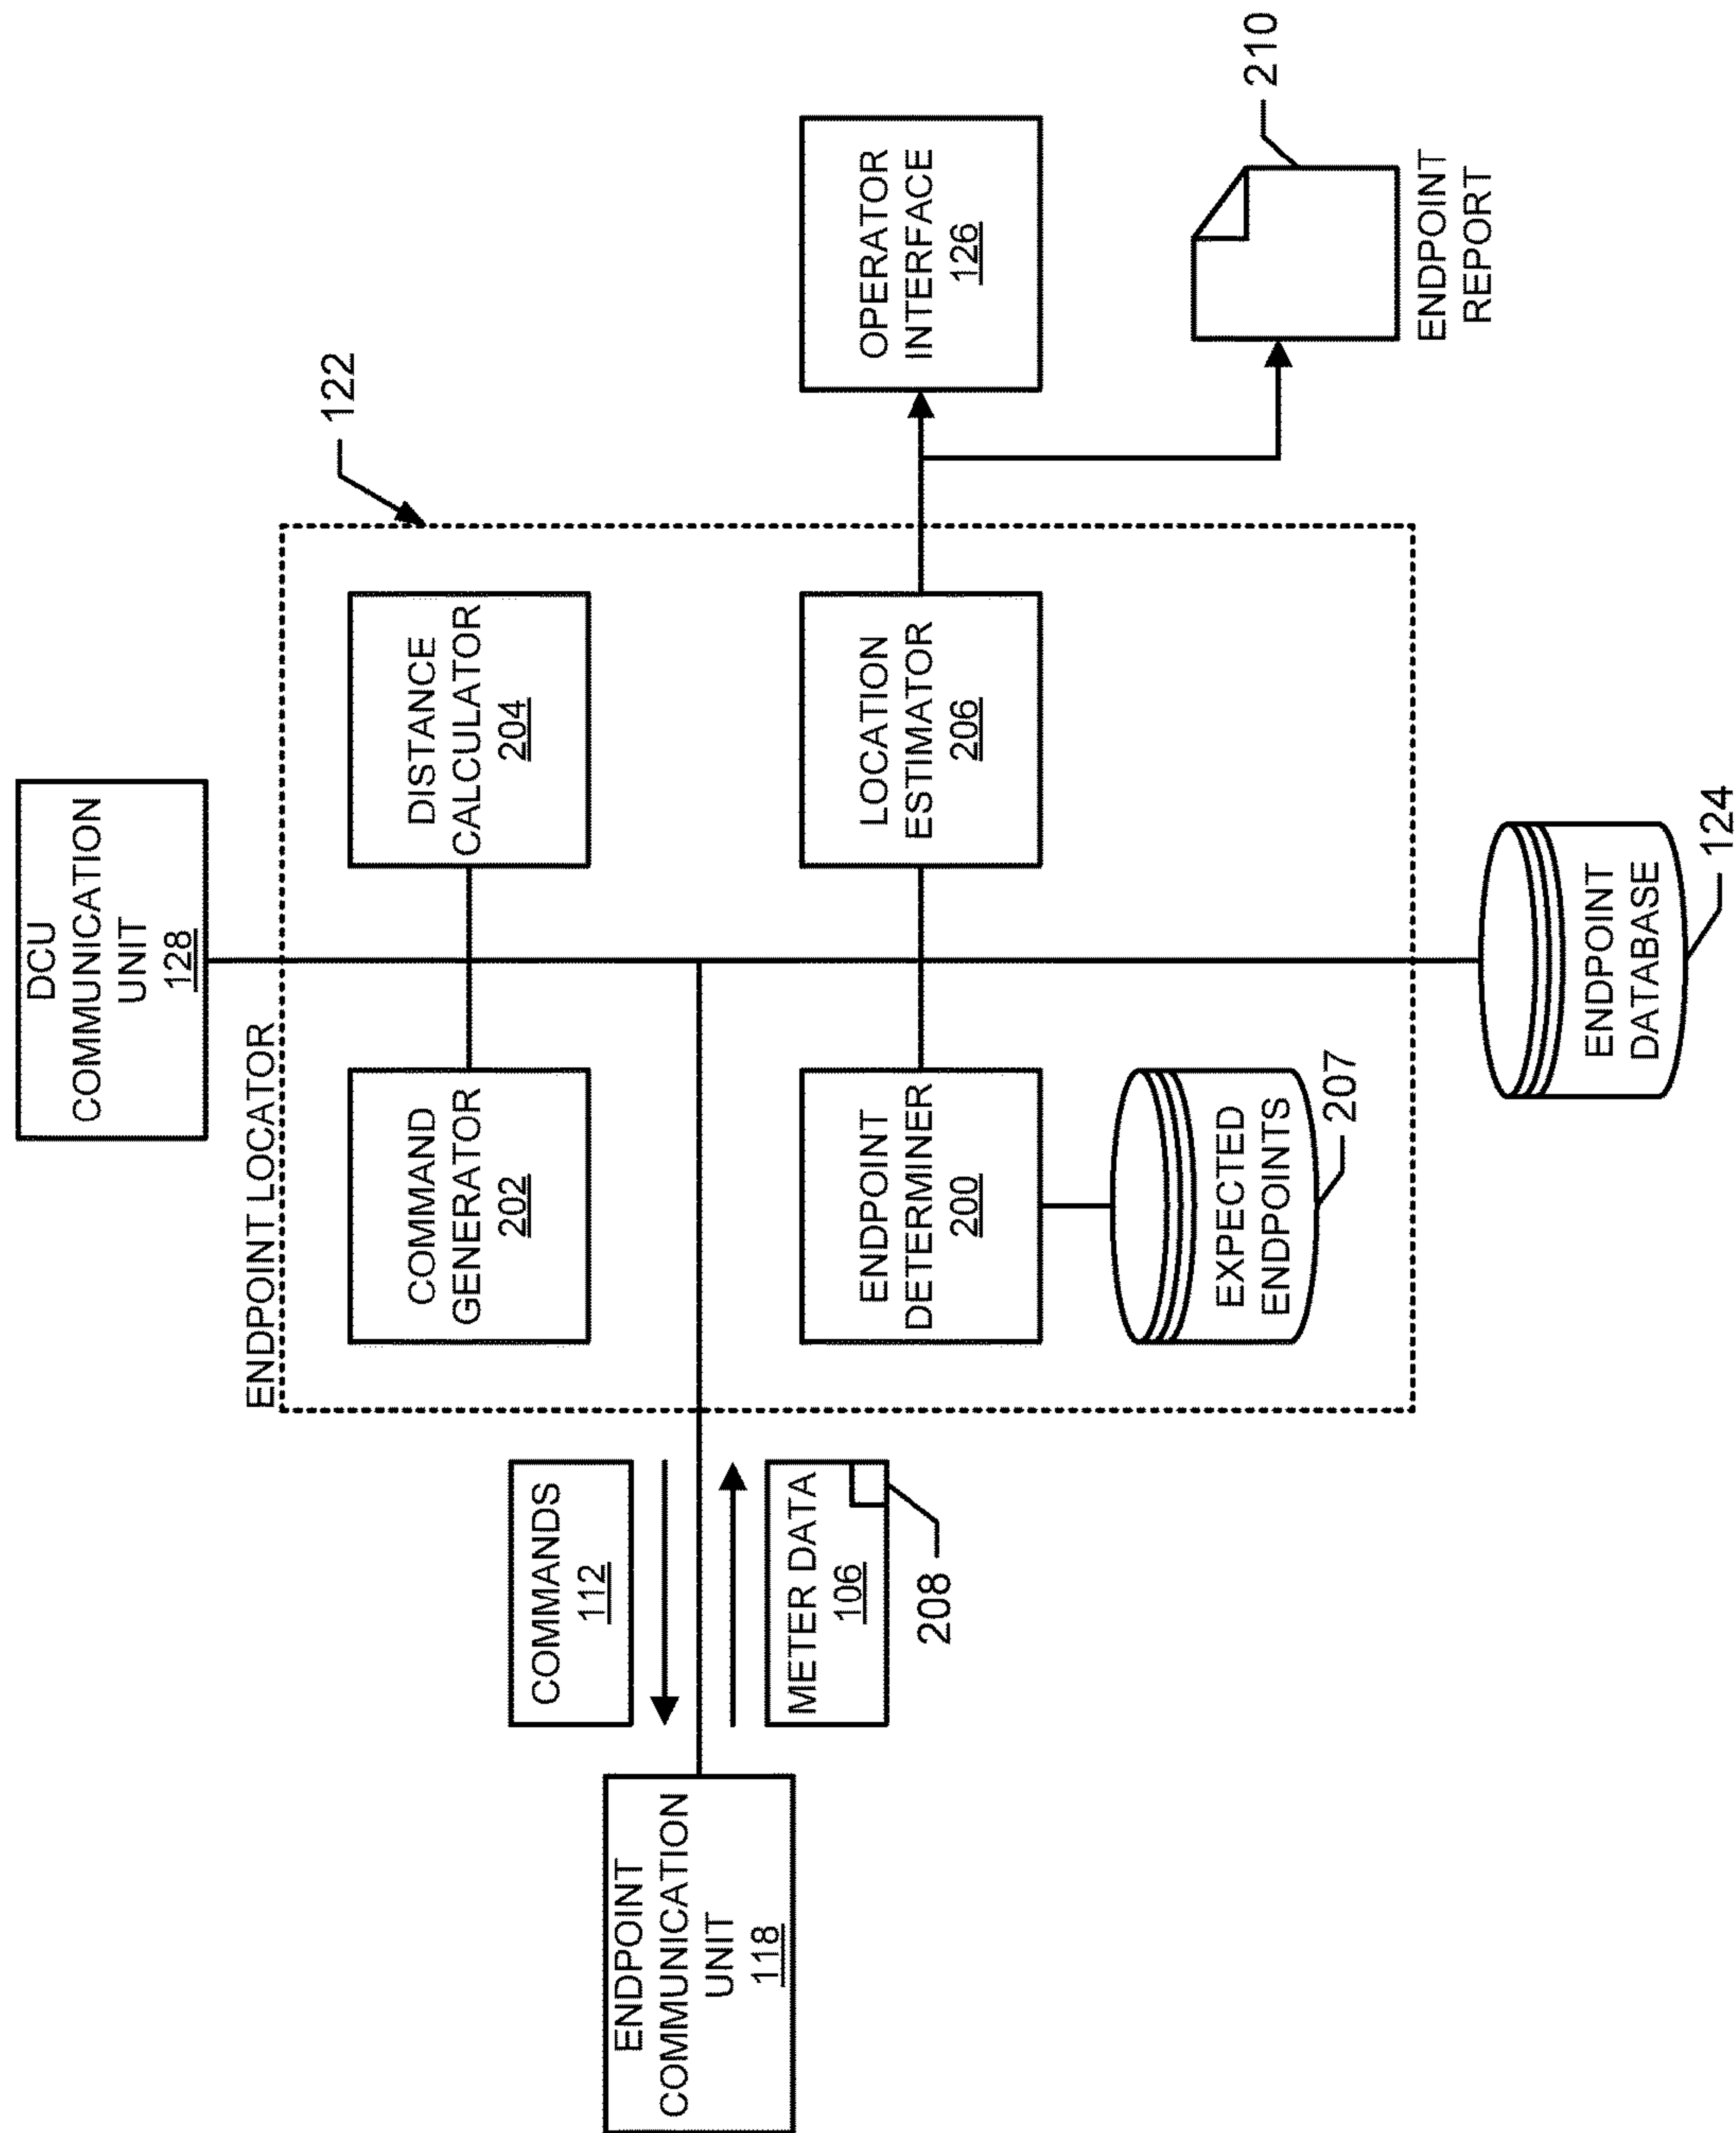 DCU
COMMUNICATION
UNIT
128
ENDPOINT LOCATOR
122
COMMAND
GENERATOR
202
DISTANCE
CALCULATOR
204
COMMANDS
112
ENDPOINT
COMMUNICATION
UNIT
118
METER DATA
106
208
ENDPOINT
DETERMINER
200
LOCATION
ESTIMATOR
206
OPERATOR
INTERFACE
126
EXPECTED
ENDPOINTS
207
210
ENDPOINT
REPORT
ENDPOINT
DATABASE
124